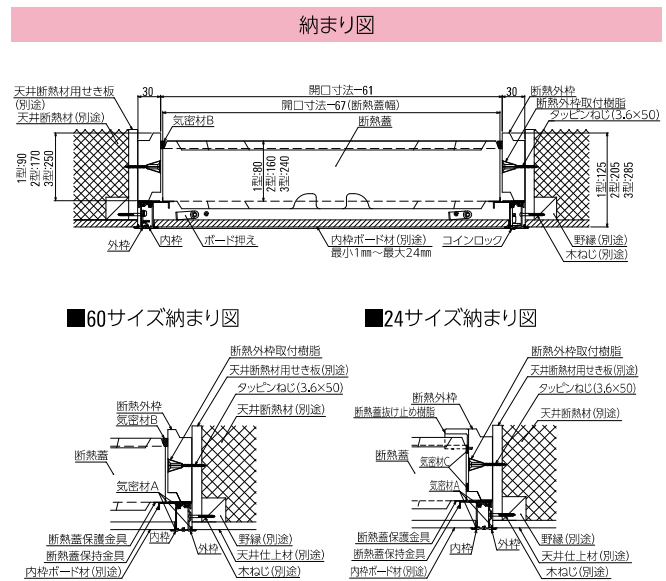 納まり図
天井断熱材用せき板
(別途)
天井断熱材(別途)
30
開口寸法−61
開口寸法−67(断熱蓋幅)
30
断熱外枠
断熱外枠取付樹脂
タッピンねじ(3.6×50)
気密材B
断熱蓋
1型:90
2型:170
3型:250
1型:80
2型:160
3型:240
1型:125
2型:205
3型:285
外枠
内枠
ボード押え
内枠ボード材(別途)
最小1mm〜最大24mm
コインロック
野縁(別途)
木ねじ(別途)
■60サイズ納まり図
断熱外枠取付樹脂
天井断熱材用せき板(別途)
タッピンねじ(3.6×50)
断熱外枠
気密材B
天井断熱材(別途)
断熱蓋
気密材A
断熱蓋保護金具
断熱蓋保持金具
内枠ボード材(別途)
内枠
外枠
野縁(別途)
天井仕上材(別途)
木ねじ(別途)
■24サイズ納まり図
断熱外枠取付樹脂
天井断熱材用せき板(別途)
タッピンねじ(3.6×50)
断熱外枠
断熱蓋抜け止め樹脂
天井断熱材(別途)
断熱蓋
気密材C
気密材A
断熱蓋保護金具
断熱蓋保持金具
内枠ボード材(別途)
内枠
外枠
野縁(別途)
天井仕上材(別途)
木ねじ(別途)